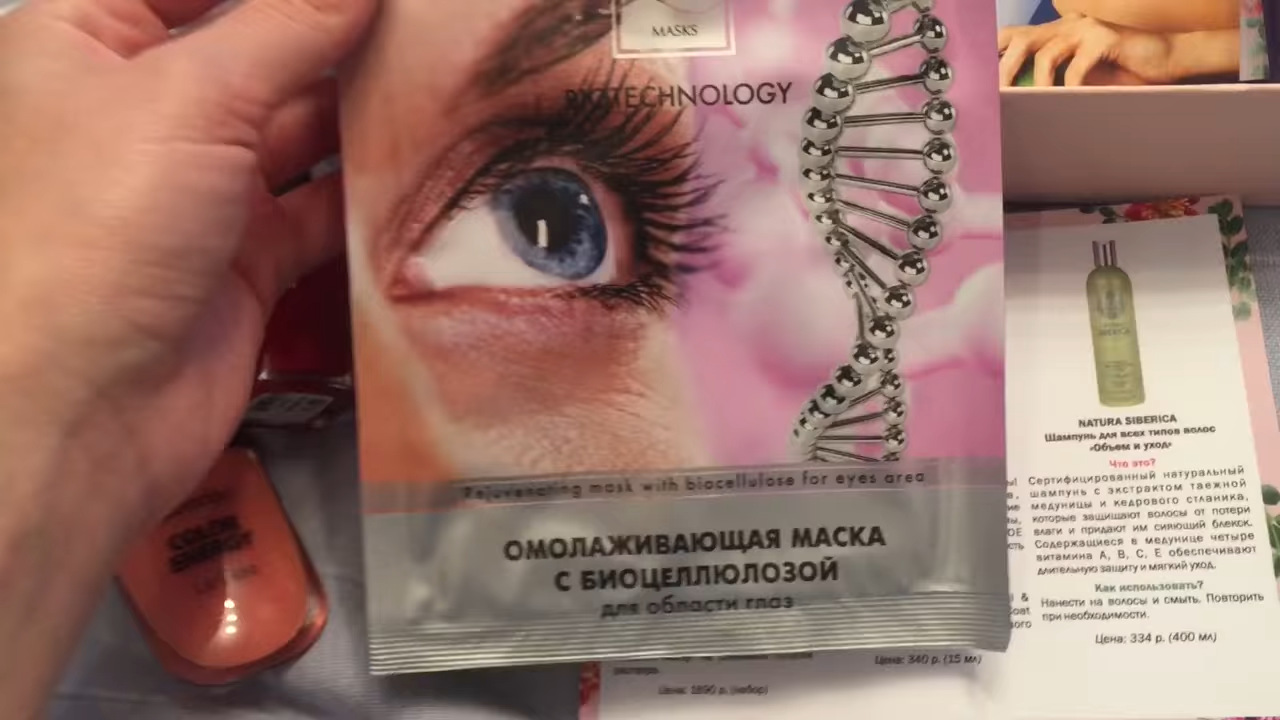 MASKS
BIOTECHNOLOGY
Rejuvenating mask with biocellulose for eyes area
ОМОЛАЖИВАЮЩАЯ МАСКА
С БИОЦЕЛЛЮЛОЗОЙ
для области глаз
COLOR
NATURA SIBERICA
Шампунь для всех типов волос
«Объем и уход»
Что это?
Сертифицированный натуральный
шампунь с экстрактом таежной
медуницы и кедрового стланика,
которые защищают волосы от потери
влаги и придают им сияющий блеск.
Содержащиеся в медунице четыре
витамина А, В, С, Е обеспечивают
длительную защиту и мягкий уход.
Как использовать?
Нанести на волосы и смыть. Повторить
при необходимости.
Цена: 334 р. (400 мл)
Цена: 340 р. (15 мл)
Цена: 1890 р. (набор)